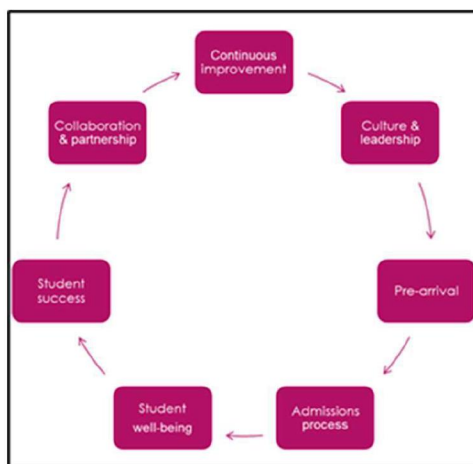 Continuous
improvement
Culture &
leadership
Pre-arrival
Admissions
process
Student
well-being
Student
success
Collaboration
& partnership